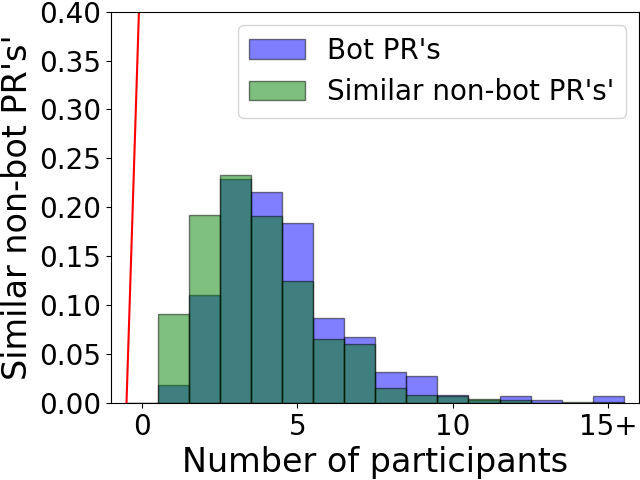 Similar non-bot PR's'
0.40
0.35
0.30
0.25
0.20
0.15
0.10
0.05
0.00
Bot PR's
Similar non-bot PR's'
0 5 10 15+
Number of participants